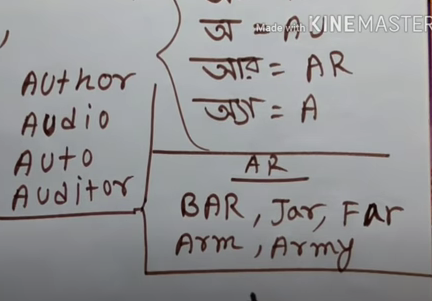 অ = AU
Made with KINEMASTER
আর = AR
অ্যা = A
Author
Audio
Auto
Auditor
AR
BAR, Jar, Far
Arm, Army